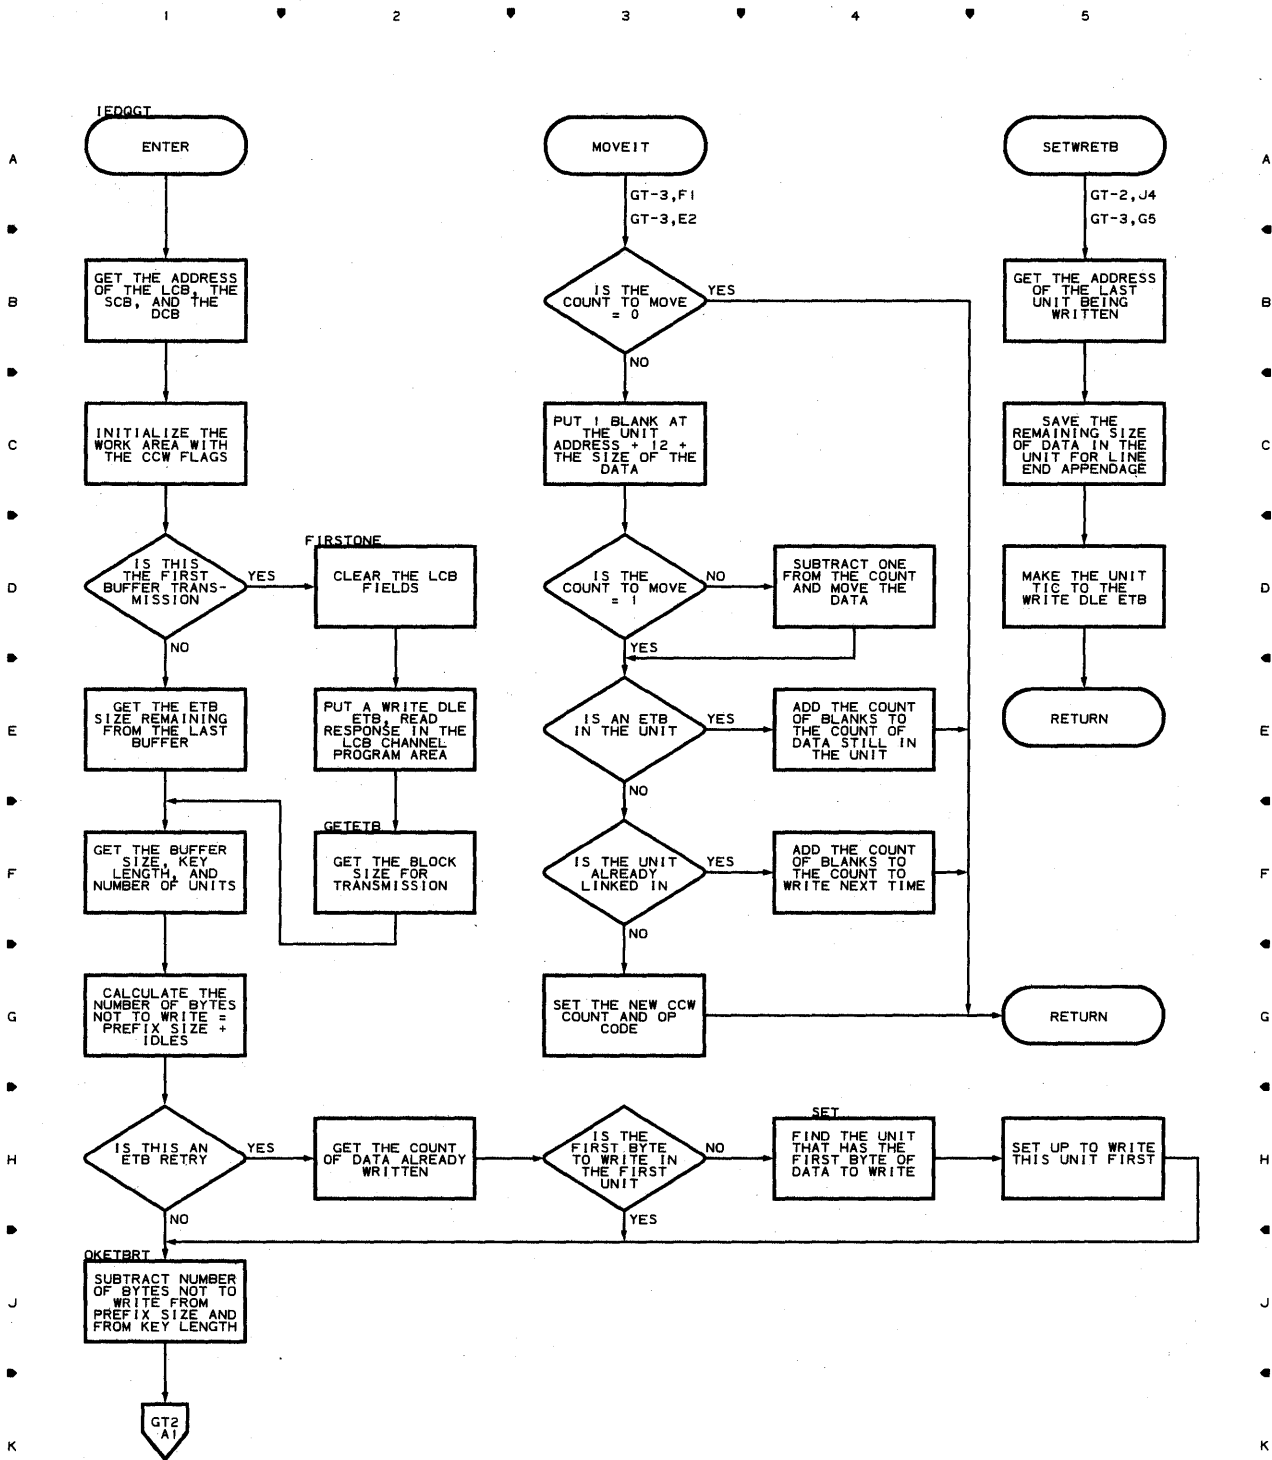 1 2 3 4 5
IEDQGT
ENTER
MOVEIT
SETWRETB
A A
GT-3,F1
GT-3,E2
GT-2,J4
GT-3,G5
GET THE ADDRESS
OF THE LCB, THE
SCB, AND THE
DCB
IS THE
COUNT TO MOVE
= 0
YES
NO
GET THE ADDRESS
OF THE LAST
UNIT BEING
WRITTEN
B B
INITIALIZE THE
WORK AREA WITH
THE CCW FLAGS
PUT 1 BLANK AT
THE UNIT
ADDRESS + 12 +
THE SIZE OF THE
DATA
SAVE THE
REMAINING SIZE
OF DATA IN THE
UNIT FOR LINE
END APPENDAGE
C C
IS THIS
THE FIRST
BUFFER TRANS-
MISSION
YES
NO
FIRSTONE
CLEAR THE LCB
FIELDS
IS THE
COUNT TO MOVE
= 1
NO
YES
SUBTRACT ONE
FROM THE COUNT
AND MOVE THE
DATA
MAKE THE UNIT
TIC TO THE
WRITE DLE ETB
D D
GET THE ETB
SIZE REMAINING
FROM THE LAST
BUFFER
PUT A WRITE DLE
ETB, READ
RESPONSE IN THE
LCB CHANNEL
PROGRAM AREA
IS AN ETB
IN THE UNIT
YES
NO
ADD THE COUNT
OF BLANKS TO
THE COUNT OF
DATA STILL IN
THE UNIT
RETURN
E E
GET THE BUFFER
SIZE, KEY
LENGTH, AND
NUMBER OF UNITS
GETETB
GET THE BLOCK
SIZE FOR
TRANSMISSION
IS THE UNIT
ALREADY
LINKED IN
YES
NO
ADD THE COUNT
OF BLANKS TO
THE COUNT TO
WRITE NEXT TIME
F F
CALCULATE THE
NUMBER OF BYTES
NOT TO WRITE =
PREFIX SIZE +
IDLES
SET THE NEW CCW
COUNT AND OP
CODE
RETURN
G G
IS THIS AN
ETB RETRY
YES
NO
GET THE COUNT
OF DATA ALREADY
WRITTEN
IS THE
FIRST BYTE
TO WRITE IN
THE FIRST
UNIT
NO
YES
SET
FIND THE UNIT
THAT HAS THE
FIRST BYTE OF
DATA TO WRITE
SET UP TO WRITE
THIS UNIT FIRST
H H
OKETBRT
SUBTRACT NUMBER
OF BYTES NOT TO
WRITE FROM
PREFIX SIZE AND
FROM KEY LENGTH
J J
GT2
A1
K K